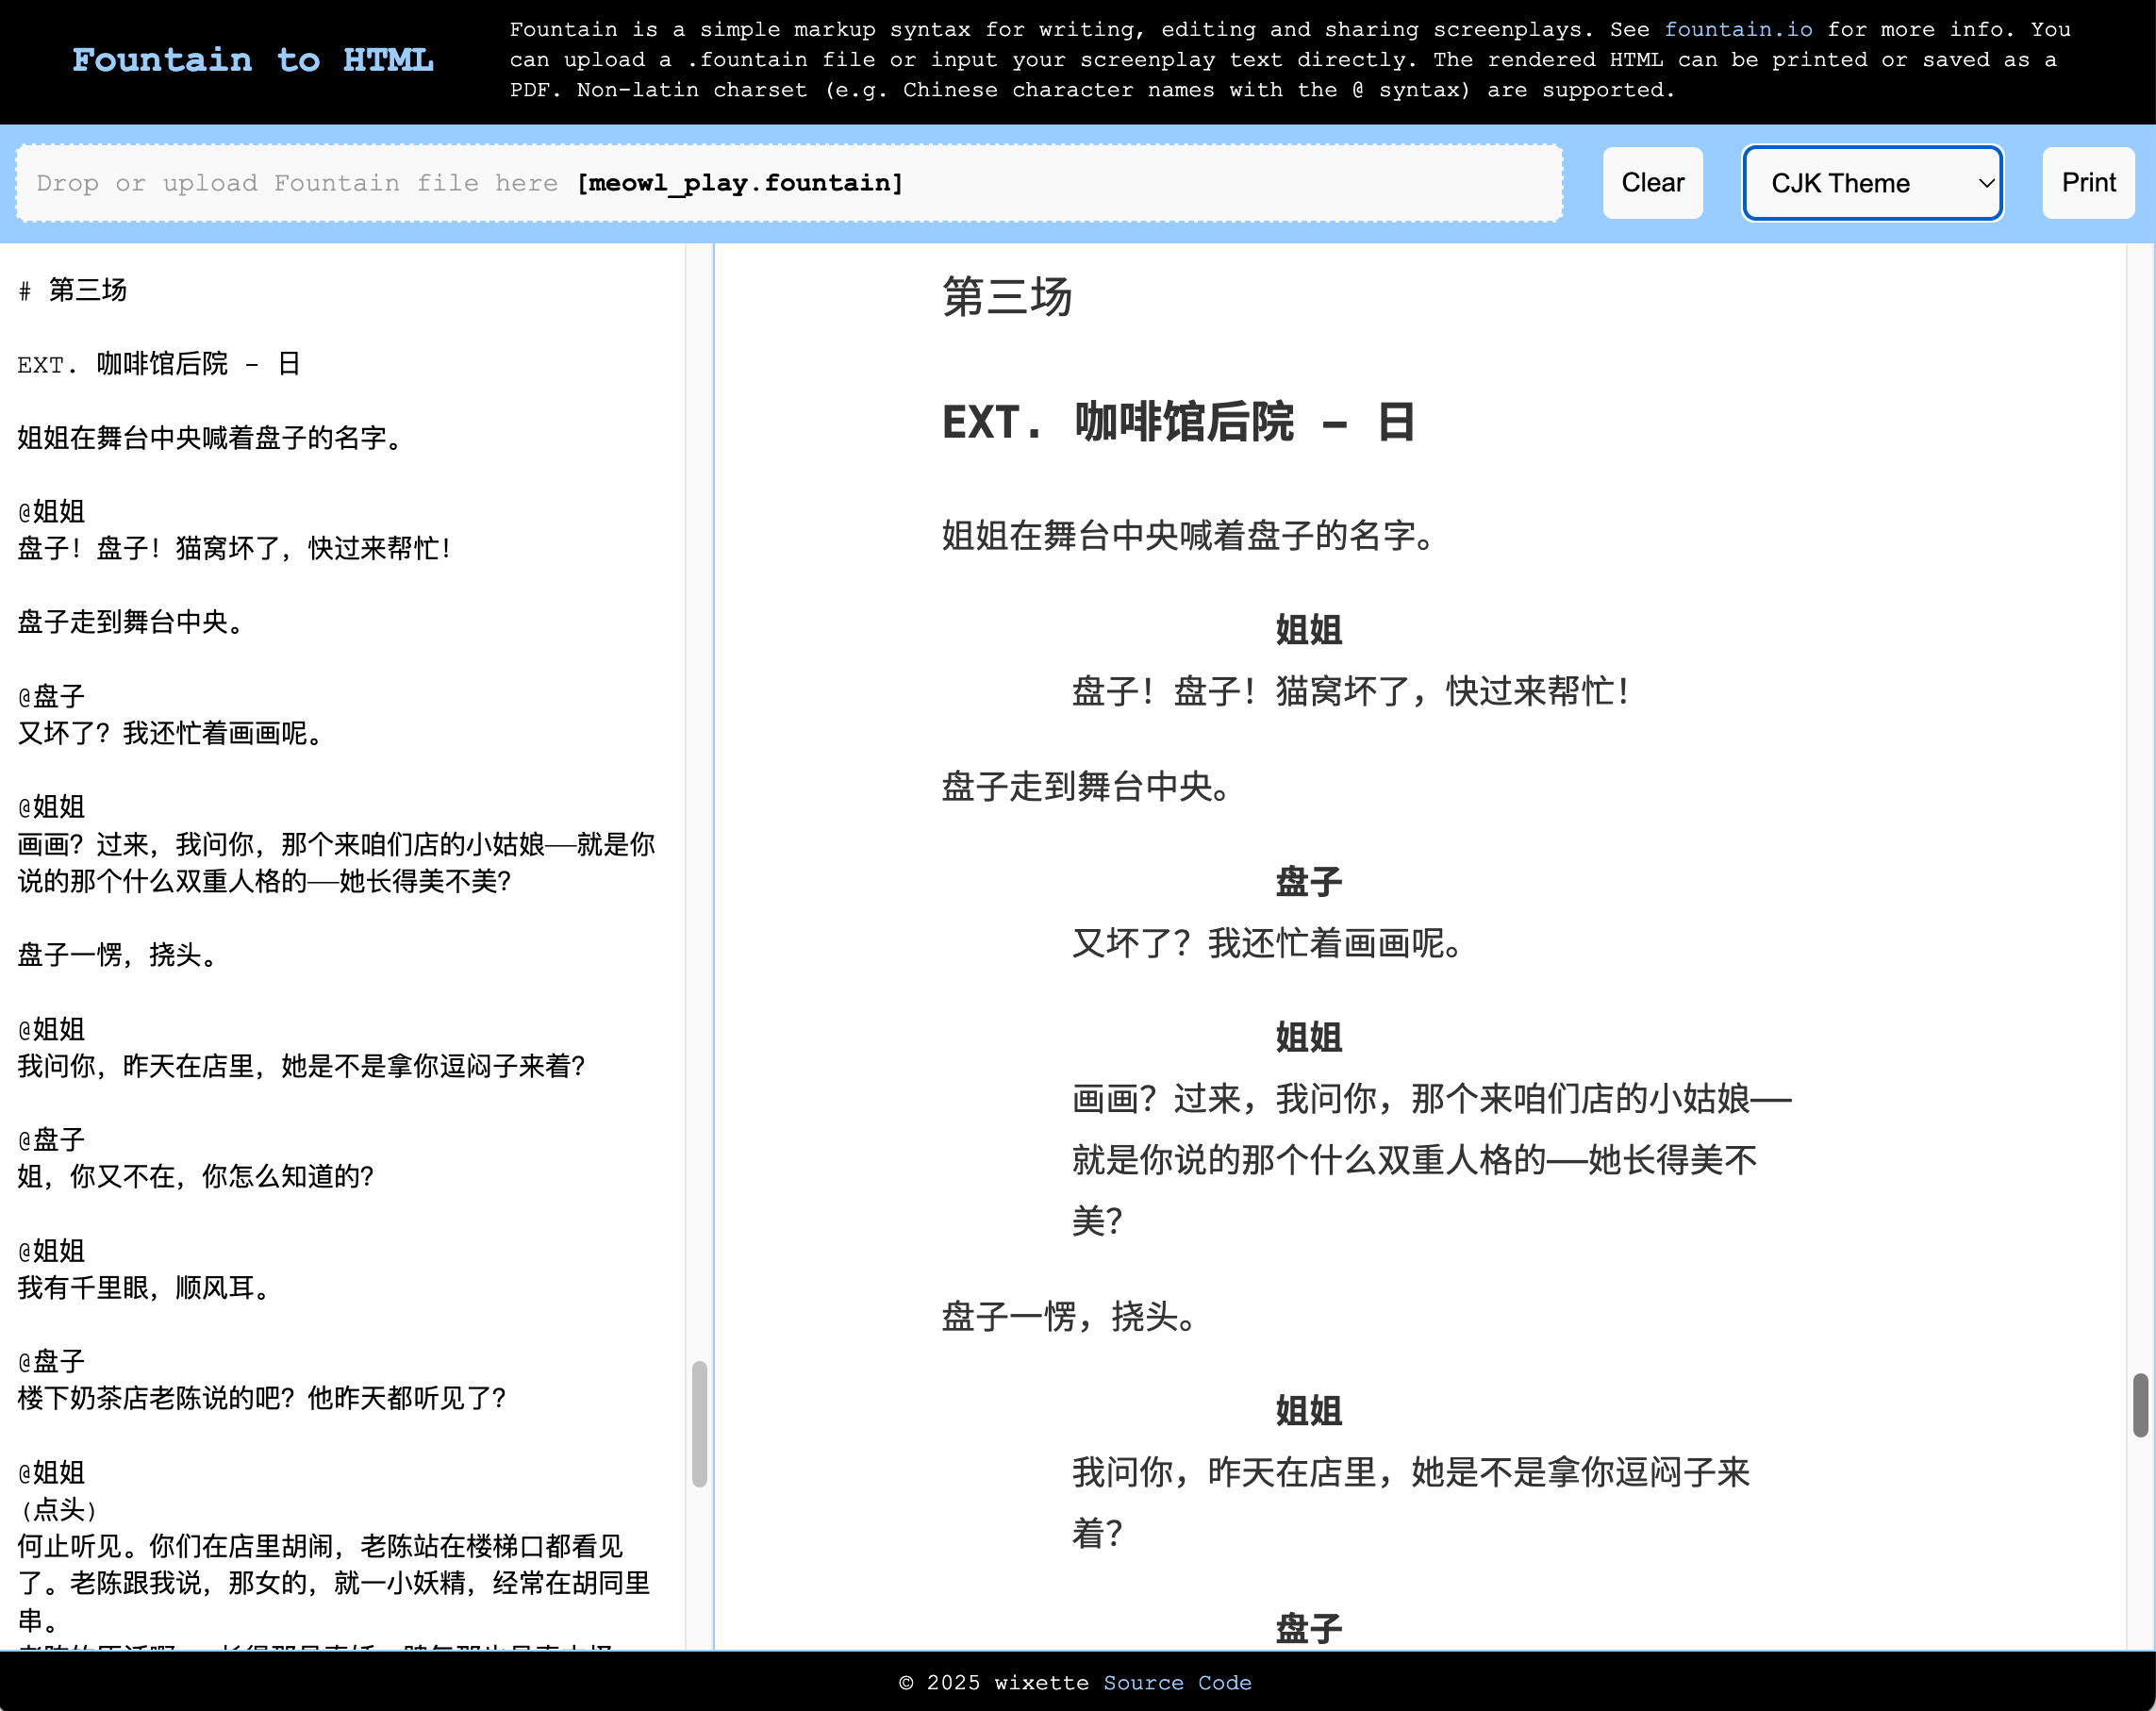 Fountain to HTML
Fountain is a simple markup syntax for writing, editing and sharing screenplays. See fountain.io for more info. You
can upload a .fountain file or input your screenplay text directly. The rendered HTML can be printed or saved as a
PDF. Non-latin charset (e.g. Chinese character names with the @ syntax) are supported.
Drop or upload Fountain file here [meowl_play.fountain]
Clear
CJK Theme
Print
# 第三场
EXT. 咖啡馆后院 - 日
姐姐在舞台中央喊着盘子的名字。
@姐姐
盘子！盘子！猫窝坏了，快过来帮忙！
盘子走到舞台中央。
@盘子
又坏了？我还忙着画画呢。
@姐姐
画画？过来，我问你，那个来咱们店的小姑娘——就是你
说的那个什么双重人格的——她长得美不美？
盘子一愣，挠头。
@姐姐
我问你，昨天在店里，她是不是拿你逗闷子来着？
@盘子
姐，你又不在，你怎么知道的？
@姐姐
我有千里眼，顺风耳。
@盘子
楼下奶茶店老陈说的吧？他昨天都听见了？
@姐姐
（点头）
何止听见。你们在店里胡闹，老陈站在楼梯口都看见
了。老陈跟我说，那女的，就一小妖精，经常在胡同里
串。
第三场
EXT. 咖啡馆后院 - 日
姐姐在舞台中央喊着盘子的名字。
姐姐
盘子！盘子！猫窝坏了，快过来帮忙！
盘子走到舞台中央。
盘子
又坏了？我还忙着画画呢。
姐姐
画画？过来，我问你，那个来咱们店的小姑娘——
就是你说的那个什么双重人格的——她长得美不
美？
盘子一愣，挠头。
姐姐
我问你，昨天在店里，她是不是拿你逗闷子来
着？
盘子
© 2025 wixette Source Code